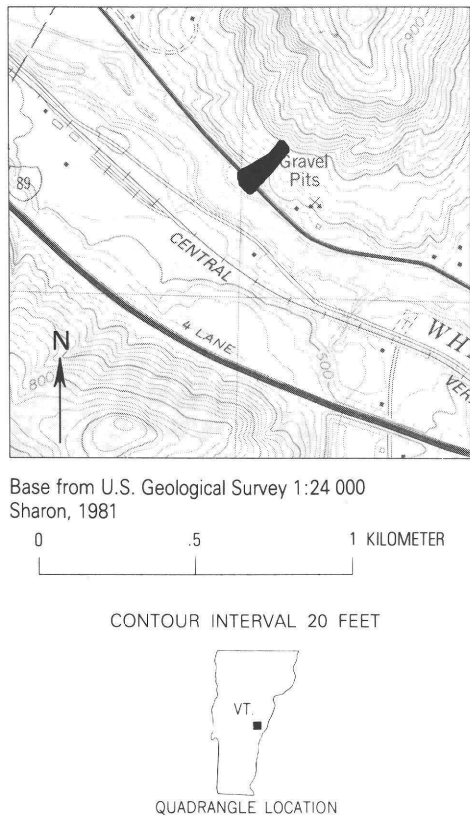 900
Gravel
Pits
89
CENTRAL
WH
4 LANE
500
VER
N
800
Base from U.S. Geological Survey 1:24 000
Sharon, 1981
0 .5 1 KILOMETER
CONTOUR INTERVAL 20 FEET
VT.
QUADRANGLE LOCATION